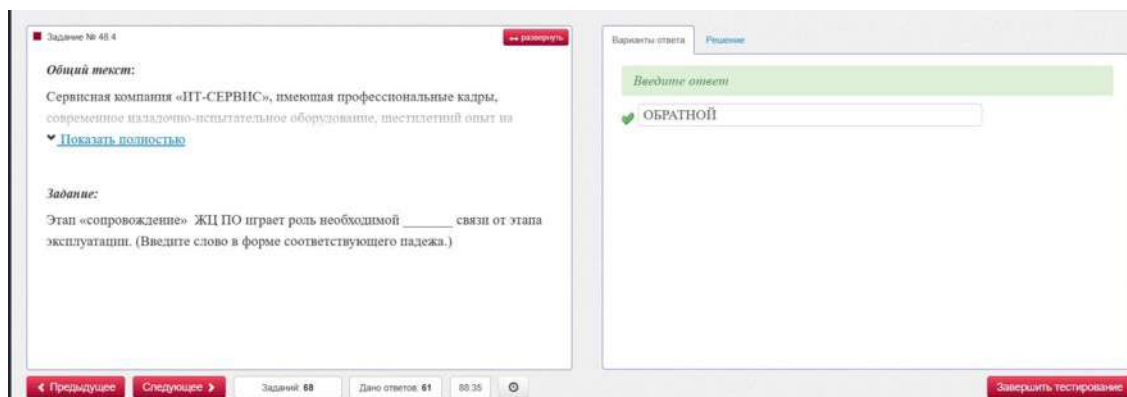 Задание № 48.4
развернуть
Общий текст:
Сервисная компания «ИТ-СЕРВИС», имеющая профессиональные кадры,
современное наладочно-испытательное оборудование, шестилетний опыт на
Показать полностью
Задание:
Этап «сопровождение» ЖЦ ПО играет роль необходимой _______ связи от этапа
эксплуатации. (Введите слово в форме соответствующего падежа.)
Варианты ответа
Решение
Введите ответ
ОБРАТНОЙ
Предыдущее
Следующее
Заданий: 68
Дано ответов: 61
88:35
Завершить тестирование